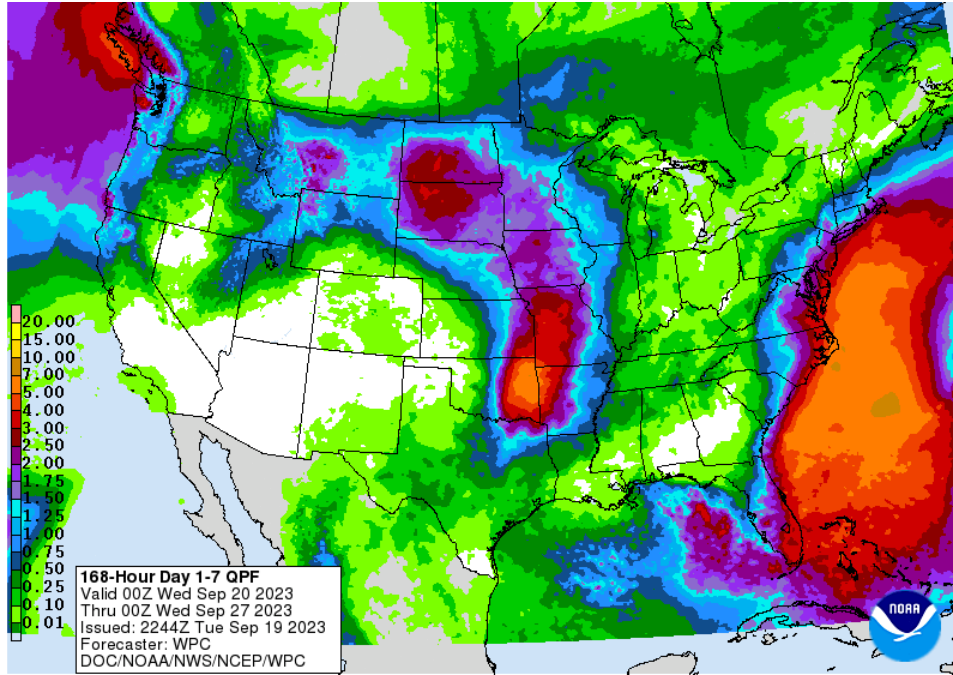 20.00
15.00
10.00
7.00
5.00
4.00
3.00
2.50
2.00
1.75
1.50
1.25
1.00
0.75
0.50
0.25
0.10
0.01
168-Hour Day 1-7 QPF
Valid 00Z Wed Sep 20 2023
Thru 00Z Wed Sep 27 2023
Issued: 2244Z Tue Sep 19 2023
Forecaster: WPC
DOC/NOAA/NWS/NCEP/WPC
NOAA